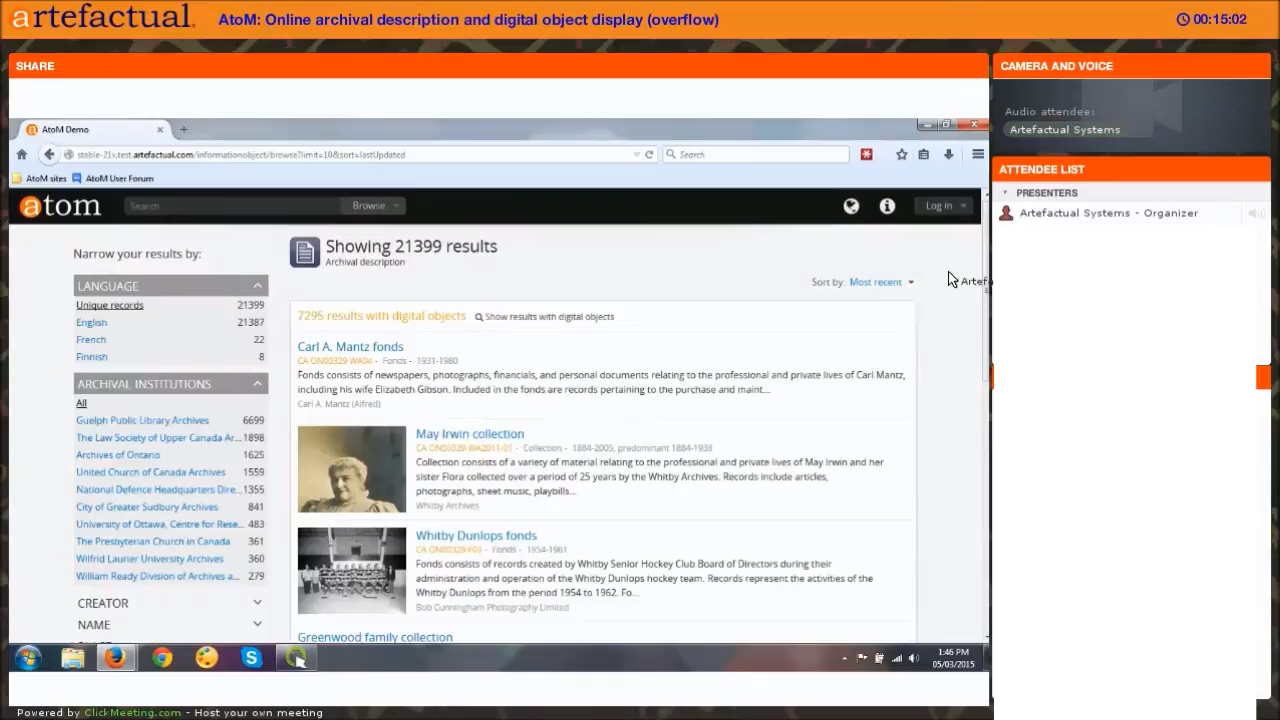 artefactual.
AtoM: Online archival description and digital object display (overflow)
00:15:02
SHARE
AtoM Demo
stable-21x.test.artefactual.com/informationobject/browse?limit=10&sort=lastUpdated
Search
AtoM sites
AtoM User Forum
atom
Search
Browse
Log in
Narrow your results by:
LANGUAGE
Unique records 21399
English 21387
French 22
Finnish 8
ARCHIVAL INSTITUTIONS
All
Guelph Public Library Archives 6699
The Law Society of Upper Canada Ar... 1898
Archives of Ontario 1625
United Church of Canada Archives 1559
National Defence Headquarters Dire... 1355
City of Greater Sudbury Archives 841
University of Ottawa, Centre for Rese... 483
The Presbyterian Church in Canada 361
Wilfrid Laurier University Archives 360
William Ready Division of Archives a... 279
CREATOR
NAME
Showing 21399 results
Archival description
Sort by: Most recent
Artefa
7295 results with digital objects
Show results with digital objects
Carl A. Mantz fonds
CA ON00329 WA04 - Fonds - 1931-1980
Fonds consists of newspapers, photographs, financials, and personal documents relating to the professional and private lives of Carl Mantz,
including his wife Elizabeth Gibson. Included in the fonds are records pertaining to the purchase and maint...
Carl A. Mantz (Alfred)
May Irwin collection
CA ON00329 WA2011-01 - Collection - 1884-2005, predominant 1884-1938
Collection consists of a variety of material relating to the professional and private lives of May Irwin and her
sister Flora collected over a period of 25 years by the Whitby Archives. Records include articles,
photographs, sheet music, playbills...
Whitby Archives
Whitby Dunlops fonds
CA ON00329 F03 - Fonds - 1954-1961
Fonds consists of records created by Whitby Senior Hockey Club Board of Directors during their
administration and operation of the Whitby Dunlops hockey team. Records represent the activities of the
Whitby Dunlops from the period 1954 to 1962. Fo...
Bob Cunningham Photography Limited
Greenwood family collection
1:46 PM
05/03/2015
CAMERA AND VOICE
Audio attendee:
Artefactual Systems
ATTENDEE LIST
PRESENTERS
Artefactual Systems - Organizer
Powered by ClickMeeting.com - Host your own meeting